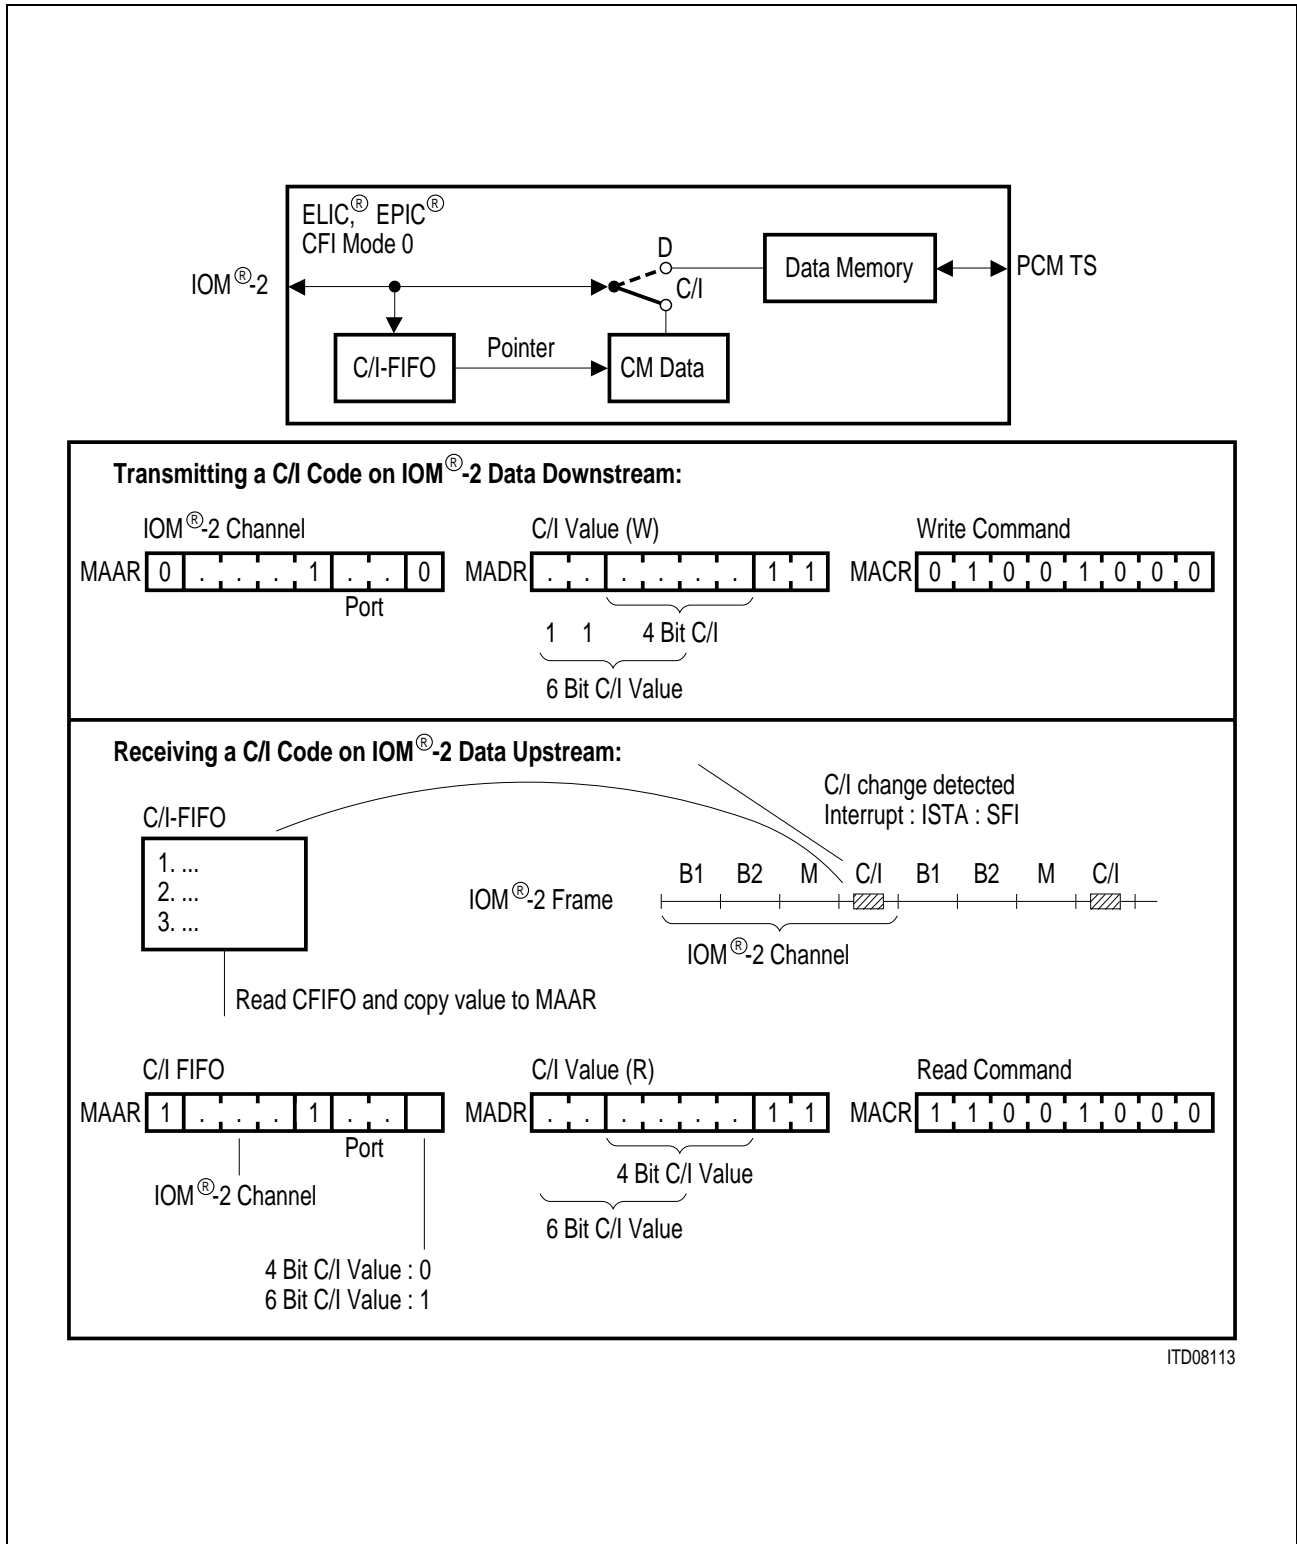 ELIC,® EPIC®
CFI Mode 0
IOM®-2
D
C/I
Data Memory
PCM TS
C/I-FIFO
Pointer
CM Data
Transmitting a C/I Code on IOM®-2 Data Downstream:
IOM®-2 Channel
C/I Value (W)
Write Command
MAAR 0 . . . 1 . . 0
MADR . . . . . . 1 1
MACR 0 1 0 0 1 0 0 0
Port
1 1 4 Bit C/I
6 Bit C/I Value
Receiving a C/I Code on IOM®-2 Data Upstream:
C/I change detected
Interrupt : ISTA : SFI
C/I-FIFO
1. ...
2. ...
3. ...
IOM®-2 Frame
B1 B2 M C/I B1 B2 M C/I
IOM®-2 Channel
Read CFIFO and copy value to MAAR
C/I FIFO
C/I Value (R)
Read Command
MAAR 1 . . . 1 . .
MADR . . . . . . 1 1
MACR 1 1 0 0 1 0 0 0
Port
IOM®-2 Channel
4 Bit C/I Value
6 Bit C/I Value
4 Bit C/I Value : 0
6 Bit C/I Value : 1
ITD08113